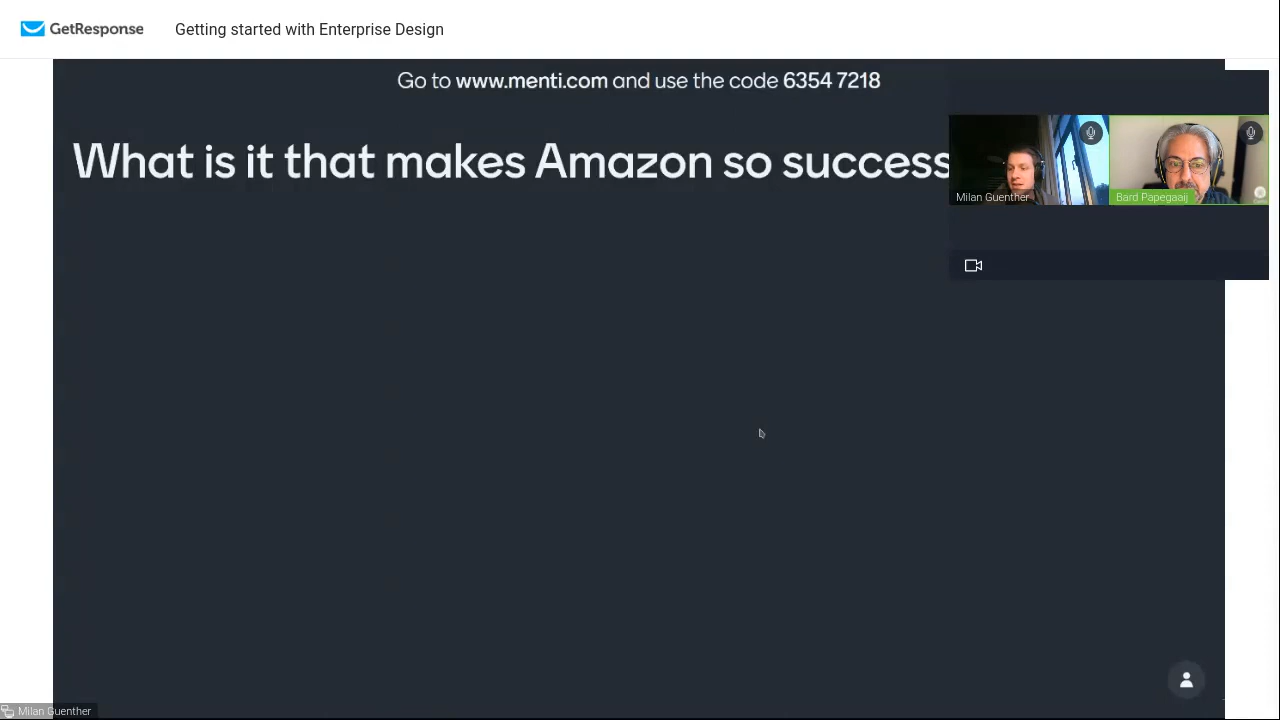 GetResponse
Getting started with Enterprise Design
Go to www.menti.com and use the code 6354 7218
What is it that makes Amazon so success
Milan Guenther
Bard Papegaaij
Milan Guenther